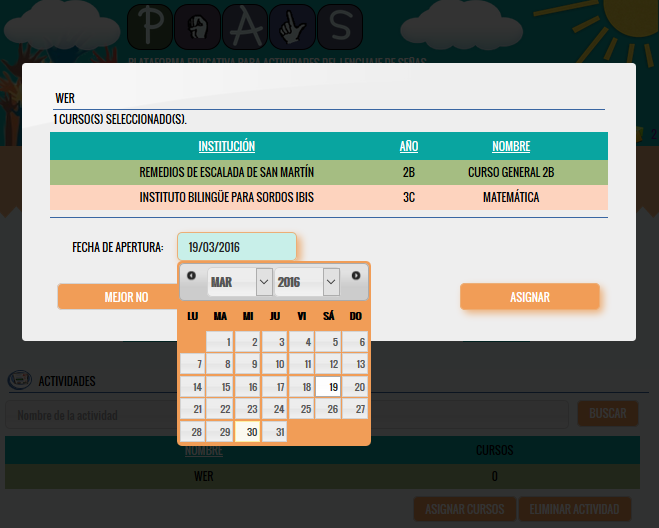 P A S
PLATAFORMA EDUCATIVA PARA ACTIVIDADES DEL LENGUAJE DE SEÑAS
WER
1 CURSO(S) SELECCIONADO(S).
INSTITUCIÓN AÑO NOMBRE
REMEDIOS DE ESCALADA DE SAN MARTÍN 2B CURSO GENERAL 2B
INSTITUTO BILINGÜE PARA SORDOS IBIS 3C MATEMÁTICA
FECHA DE APERTURA: 19/03/2016
MAR 2016
MEJOR NO ASIGNAR
LU MA MI JU VI SÁ DO
1 2 3 4 5 6
7 8 9 10 11 12 13
14 15 16 17 18 19 20
21 22 23 24 25 26 27
28 29 30 31
ACTIVIDADES
Nombre de la actividad BUSCAR
NOMBRE CURSOS
WER 0
ASIGNAR CURSOS ELIMINAR ACTIVIDAD